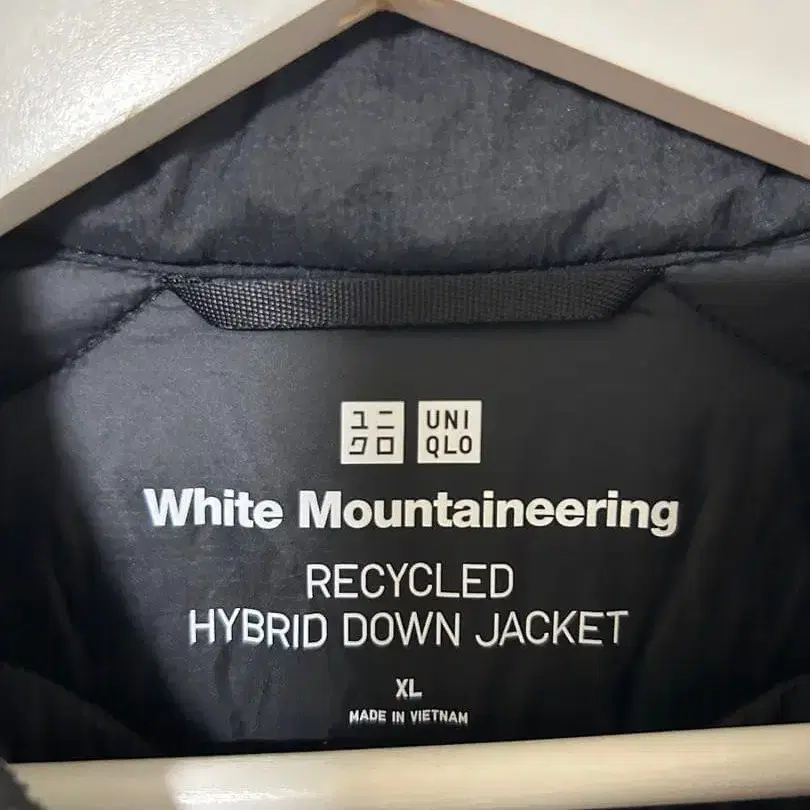 ユニ UNI
クロ QLO
White Mountaineering
RECYCLED
HYBRID DOWN JACKET
XL
MADE IN VIETNAM